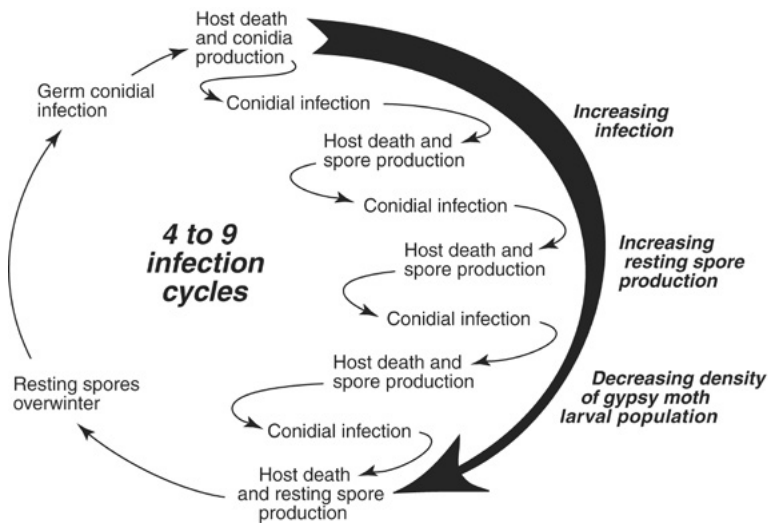 Host death
and conidia
production
Germ conidial
infection
Conidial infection
Increasing
infection
Host death and
spore production
Conidial infection
4 to 9
infection
cycles
Host death and
spore production
Increasing
resting spore
production
Conidial infection
Host death and
spore production
Resting spores
overwinter
Decreasing density
of gypsy moth
larval population
Conidial infection
Host death
and resting spore
production